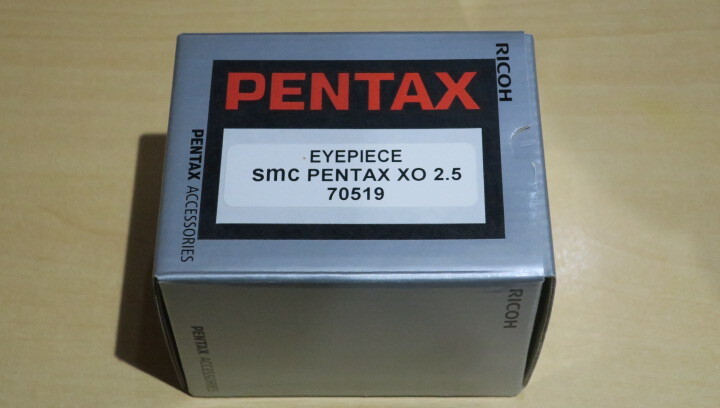 PENTAX
RICOH
EYEPIECE
smc PENTAX XO 2.5
70519
PENTAX ACCESSORIES
PENTAX ACCESSORIES
RICOH